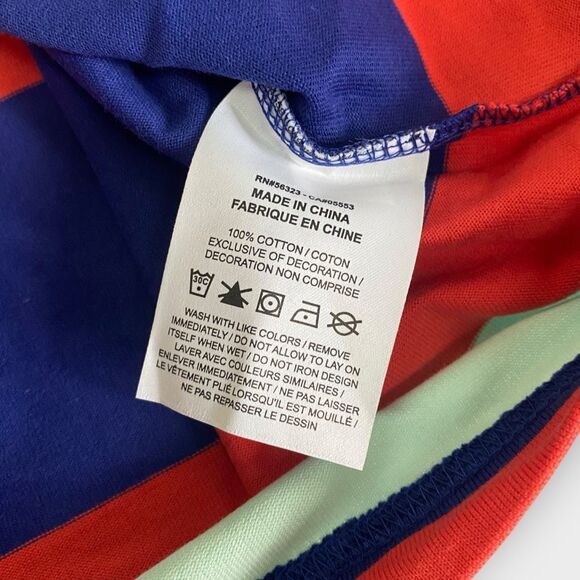 RN#56323 - CA#05553
MADE IN CHINA
FABRIQUE EN CHINE
100% COTTON / COTON
EXCLUSIVE OF DECORATION /
DECORATION NON COMPRISE
30C
WASH WITH LIKE COLORS / REMOVE
IMMEDIATELY / DO NOT ALLOW TO LAY ON
ITSELF WHEN WET / DO NOT IRON DESIGN
LAVER AVEC COULEURS SIMILAIRES /
ENLEVER IMMEDIATEMENT / NE PAS LAISSER
LE VÊTEMENT PLIÉ LORSQU'IL EST MOUILLÉ /
NE PAS REPASSER LE DESSIN